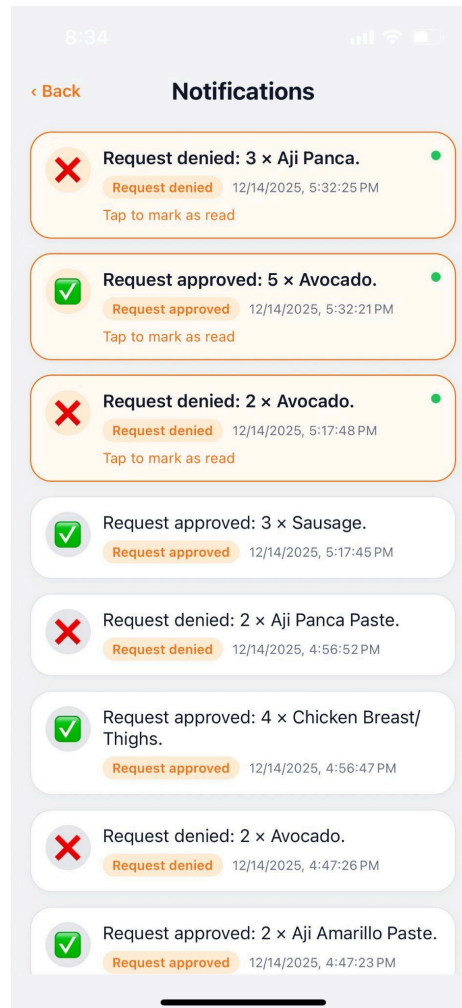 8:34
‹ Back
Notifications
Request denied: 3 × Aji Panca.
Request denied 12/14/2025, 5:32:25 PM
Tap to mark as read
Request approved: 5 × Avocado.
Request approved 12/14/2025, 5:32:21 PM
Tap to mark as read
Request denied: 2 × Avocado.
Request denied 12/14/2025, 5:17:48 PM
Tap to mark as read
Request approved: 3 × Sausage.
Request approved 12/14/2025, 5:17:45 PM
Request denied: 2 × Aji Panca Paste.
Request denied 12/14/2025, 4:56:52 PM
Request approved: 4 × Chicken Breast/
Thighs.
Request approved 12/14/2025, 4:56:47 PM
Request denied: 2 × Avocado.
Request denied 12/14/2025, 4:47:26 PM
Request approved: 2 × Aji Amarillo Paste.
Request approved 12/14/2025, 4:47:23 PM